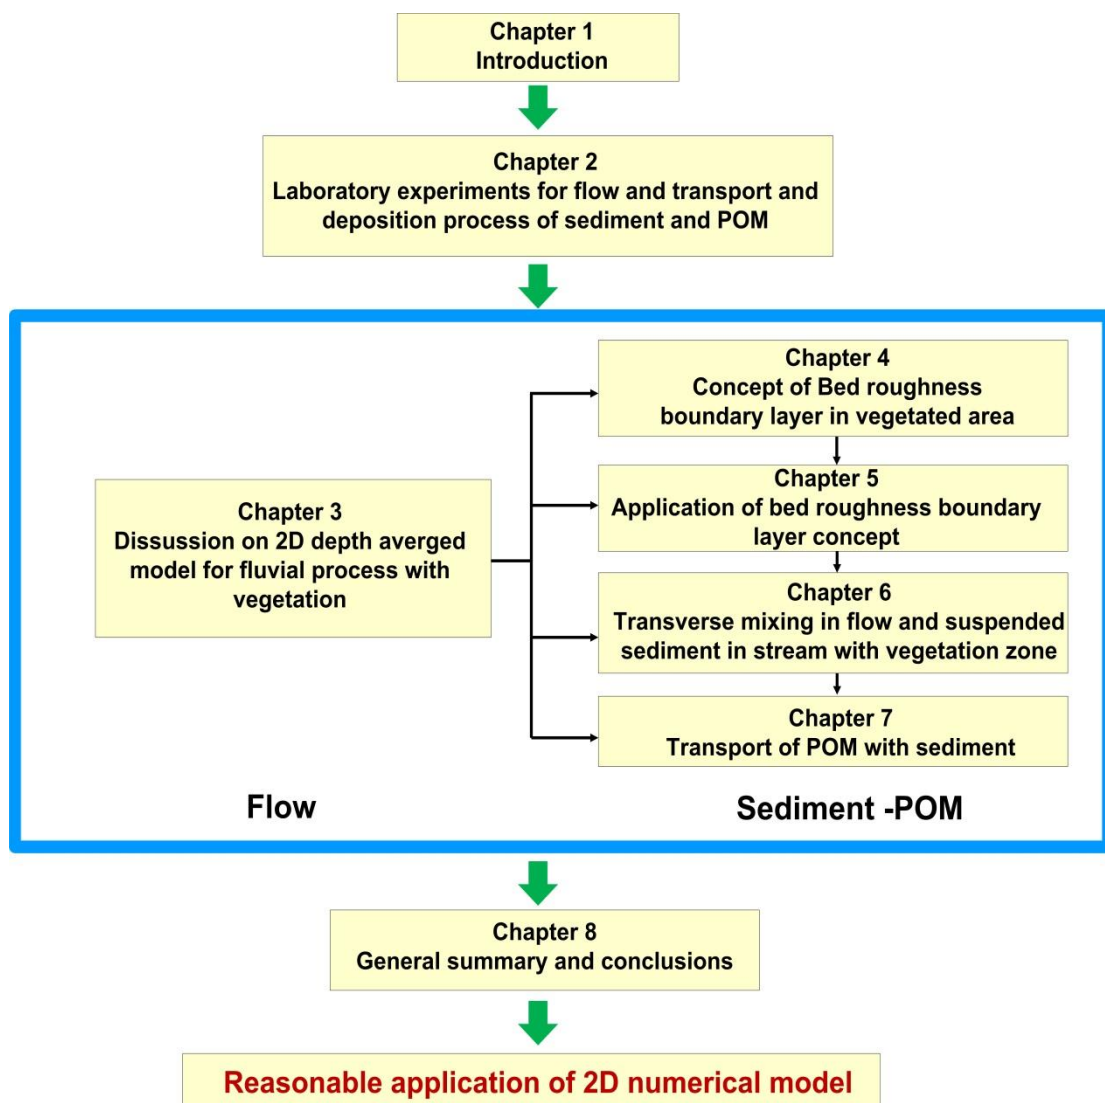 Chapter 1
Introduction
Chapter 2
Laboratory experiments for flow and transport and
deposition process of sediment and POM
Chapter 3
Dissussion on 2D depth averged
model for fluvial process with
vegetation
Flow
Chapter 4
Concept of Bed roughness
boundary layer in vegetated area
Chapter 5
Application of bed roughness boundary
layer concept
Chapter 6
Transverse mixing in flow and suspended
sediment in stream with vegetation zone
Chapter 7
Transport of POM with sediment
Sediment -POM
Chapter 8
General summary and conclusions
Reasonable application of 2D numerical model